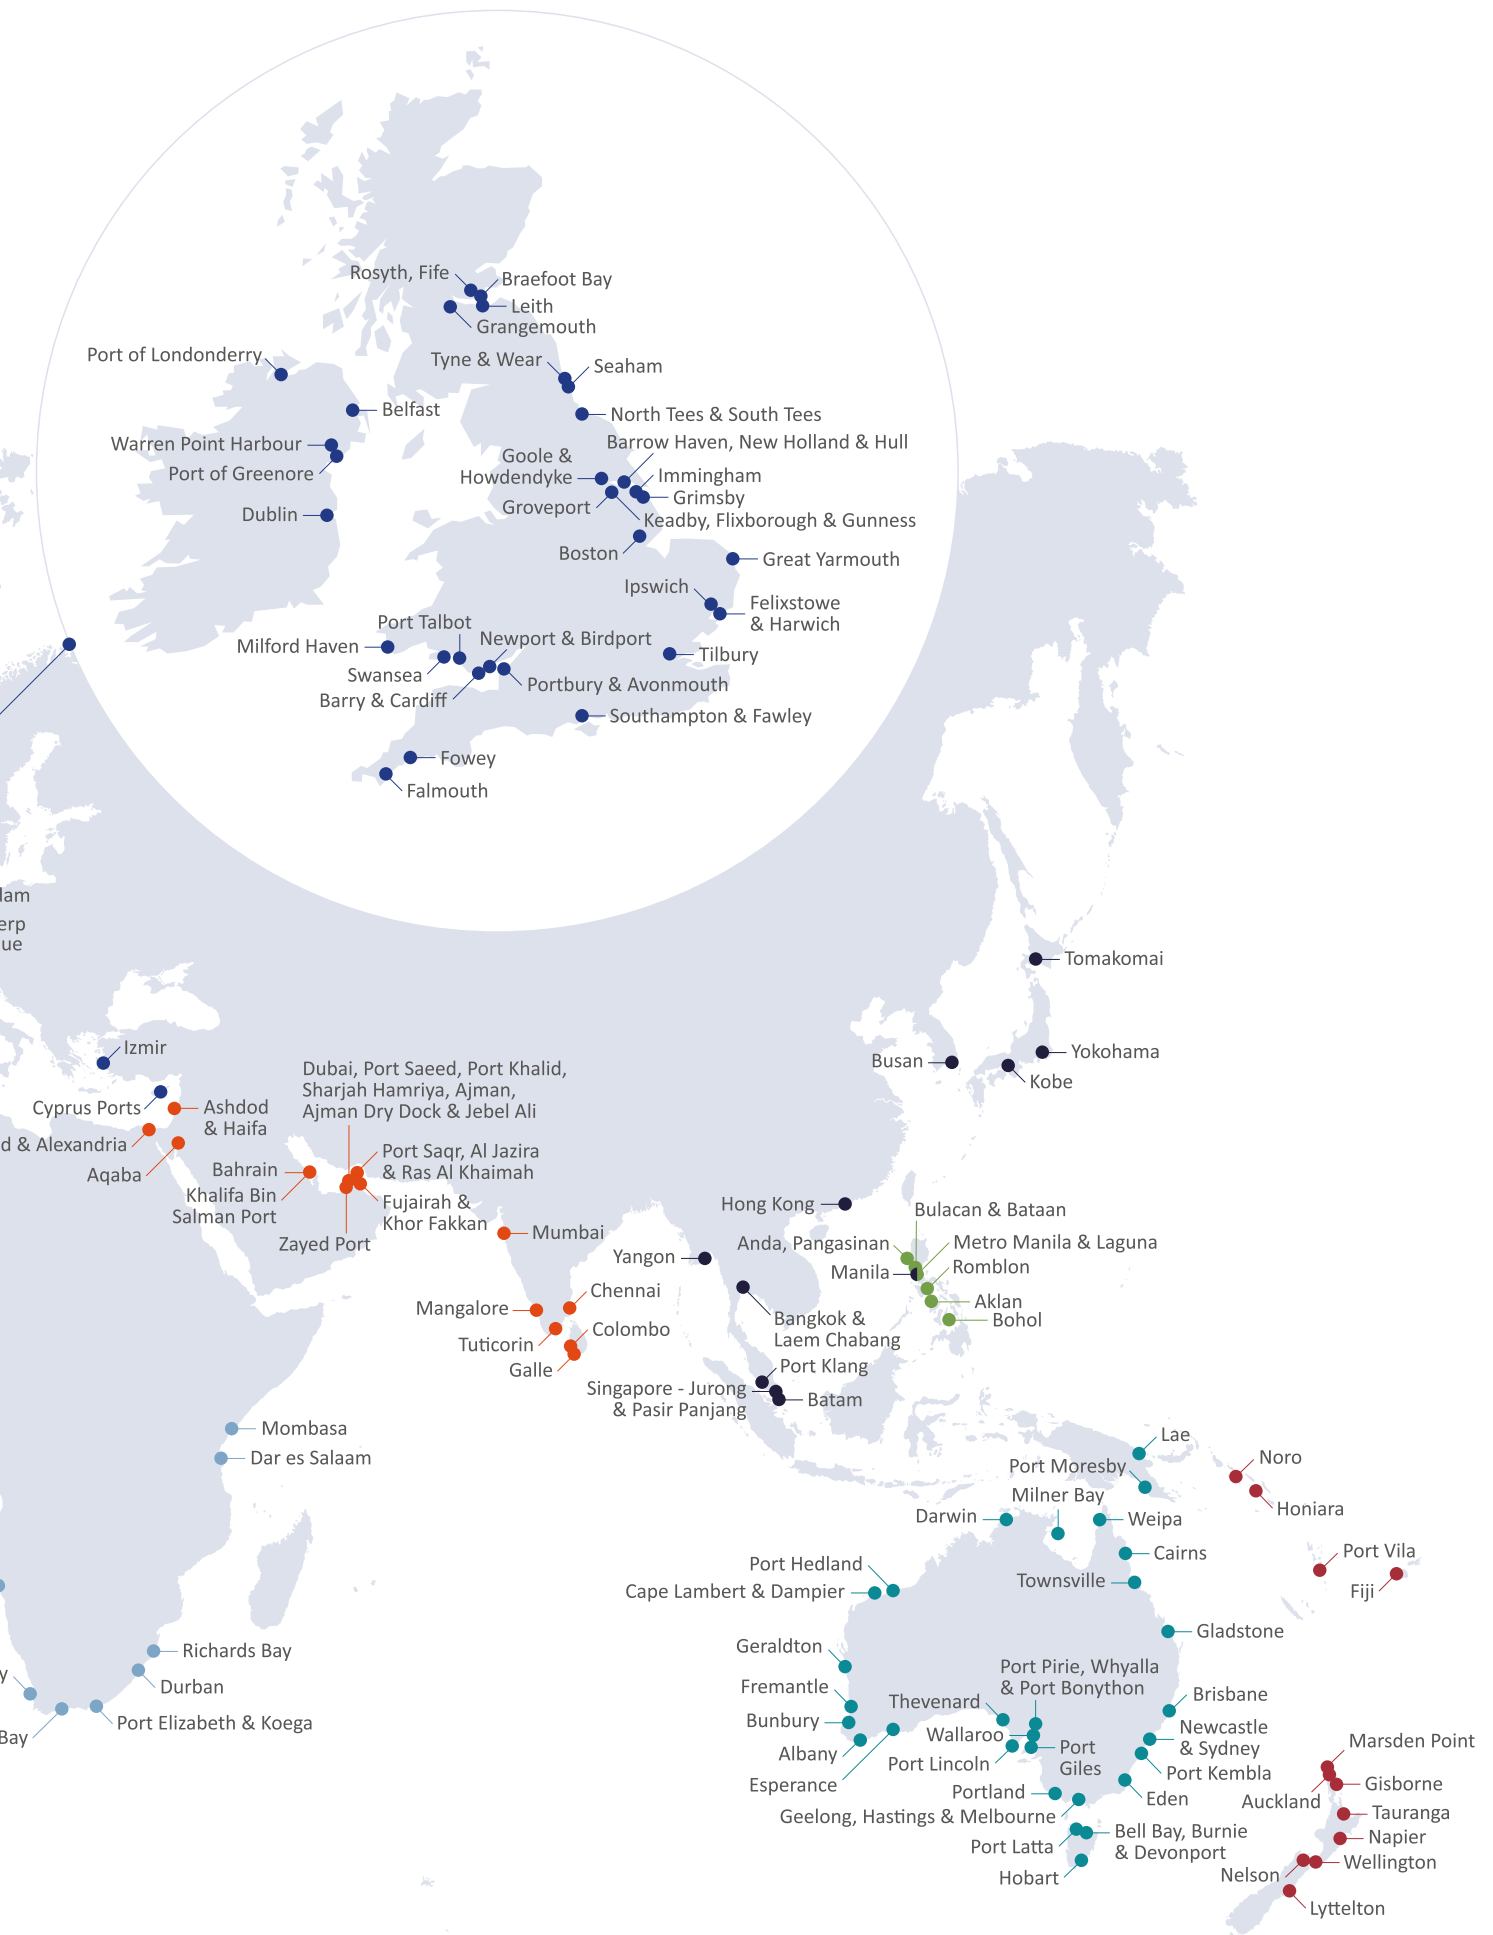 Rosyth, Fife
Braefoot Bay
Leith
Grangemouth
Port of Londonderry
Tyne & Wear
Seaham
Belfast
North Tees & South Tees
Warren Point Harbour
Port of Greenore
Barrow Haven, New Holland & Hull
Goole &
Howdendyke
Immingham
Grimsby
Groveport
Keadby, Flixborough & Gunness
Dublin
Boston
Great Yarmouth
Ipswich
Felixstowe
& Harwich
Port Talbot
Newport & Birdport
Milford Haven
Tilbury
Swansea
Portbury & Avonmouth
Barry & Cardiff
Southampton & Fawley
Fowey
Falmouth
lam
erp
ue
Tomakomai
Izmir
Yokohama
Busan
Kobe
Dubai, Port Saeed, Port Khalid,
Sharjah Hamriya, Ajman,
Ajman Dry Dock & Jebel Ali
Cyprus Ports
Ashdod
& Haifa
d & Alexandria
Aqaba
Port Saqr, Al Jazira
& Ras Al Khaimah
Bahrain
Khalifa Bin
Salman Port
Fujairah &
Khor Fakkan
Zayed Port
Mumbai
Hong Kong
Bulacan & Bataan
Yangon
Anda, Pangasinan
Metro Manila & Laguna
Manila
Romblon
Aklan
Bohol
Chennai
Mangalore
Colombo
Tuticorin
Galle
Bangkok &
Laem Chabang
Port Klang
Singapore - Jurong
& Pasir Panjang
Batam
Mombasa
Dar es Salaam
Lae
Port Moresby
Noro
Honiara
Milner Bay
Darwin
Weipa
Cairns
Port Vila
Fiji
Port Hedland
Cape Lambert & Dampier
Townsville
Gladstone
Richards Bay
Durban
y
Bay
Port Elizabeth & Koega
Geraldton
Port Pirie, Whyalla
& Port Bonython
Fremantle
Thevenard
Brisbane
Bunbury
Wallaroo
Newcastle
& Sydney
Albany
Port Lincoln
Port
Giles
Port Kembla
Esperance
Portland
Eden
Geelong, Hastings & Melbourne
Port Latta
Bell Bay, Burnie
& Devonport
Hobart
Marsden Point
Auckland
Gisborne
Tauranga
Napier
Nelson
Wellington
Lyttelton